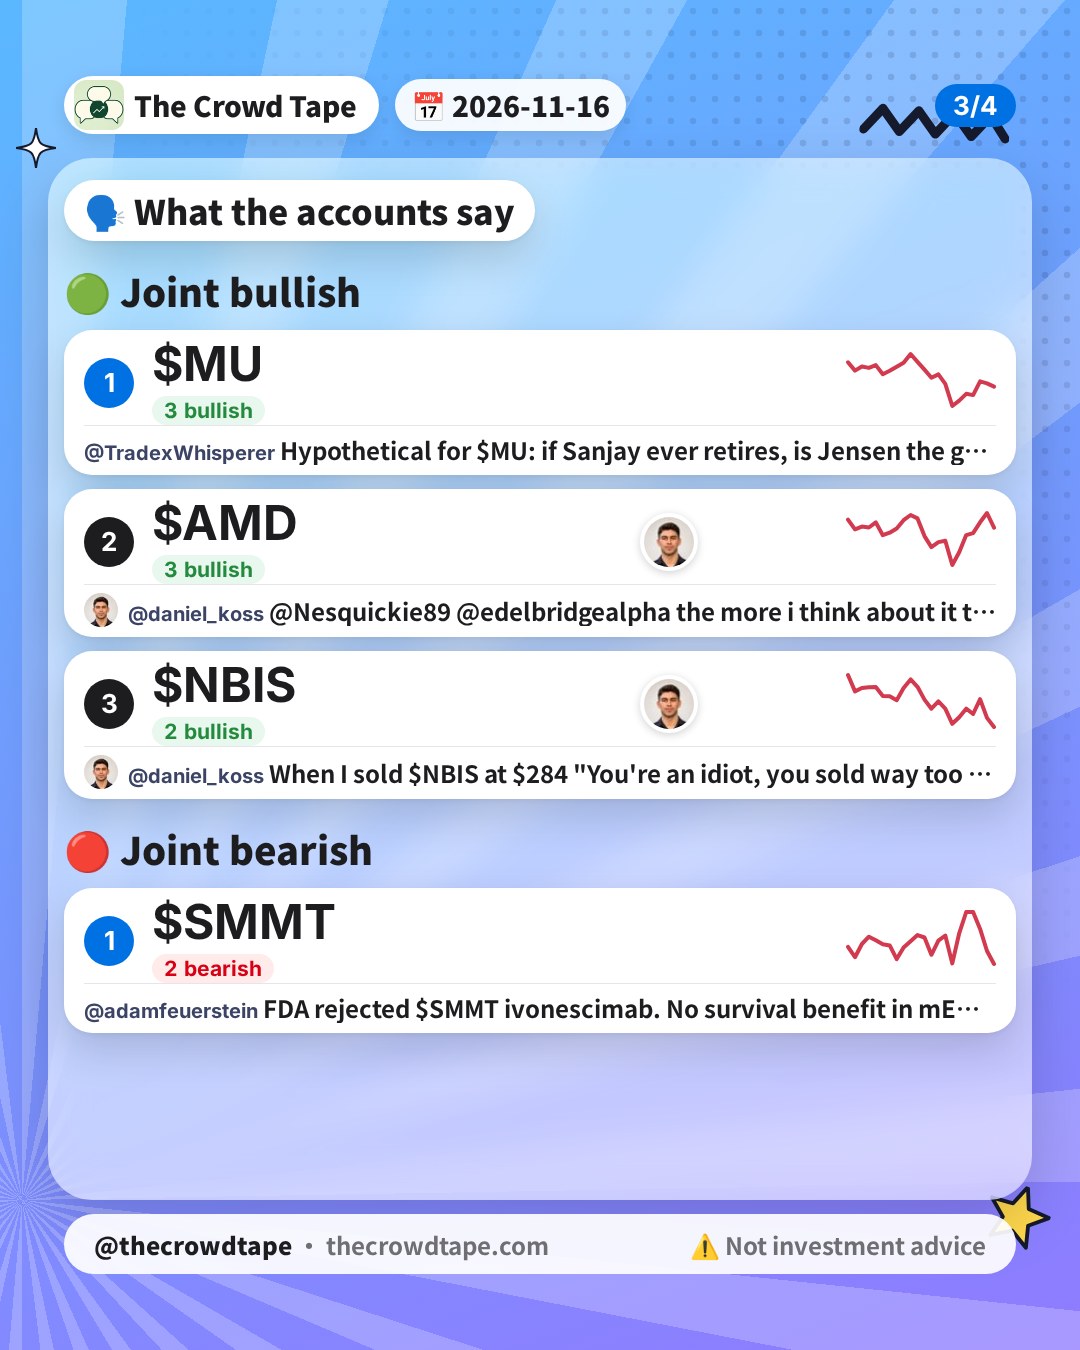 The Crowd Tape
July 2026-11-16
3/4
What the accounts say
Joint bullish
1 $MU
3 bullish
@TradexWhisperer Hypothetical for $MU: if Sanjay ever retires, is Jensen the g···
2 $AMD
3 bullish
@daniel_koss @Nesquickie89 @edelbridgealpha the more i think about it t···
3 $NBIS
2 bullish
@daniel_koss When I sold $NBIS at $284 "You're an idiot, you sold way too ···
Joint bearish
1 $SMMT
2 bearish
@adamfeuerstein FDA rejected $SMMT ivonescimab. No survival benefit in mE···
@thecrowdtape • thecrowdtape.com
Not investment advice